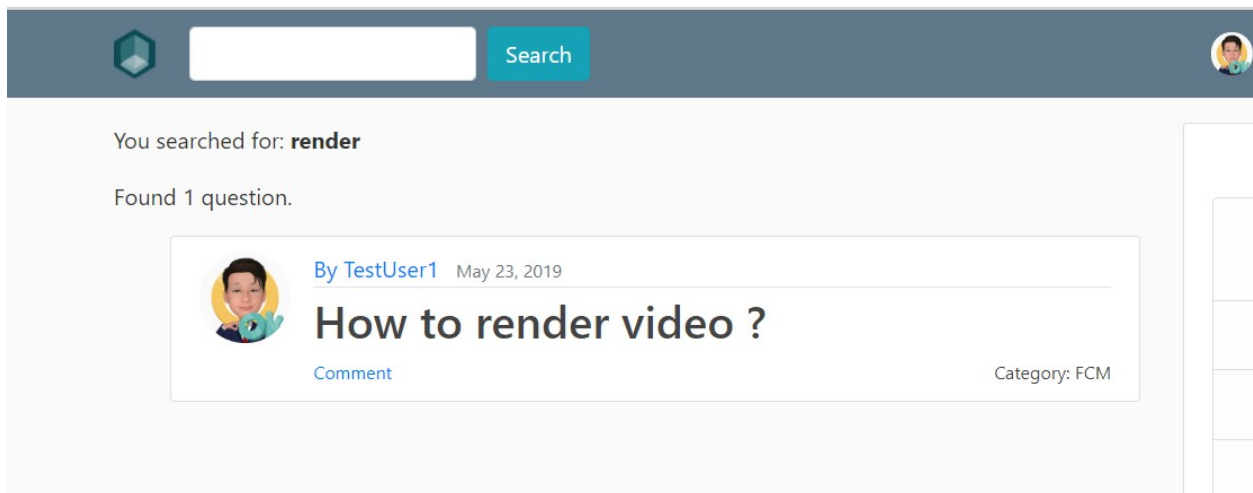 Search
You searched for: render
Found 1 question.
By TestUser1 May 23, 2019
How to render video ?
Comment Category: FCM